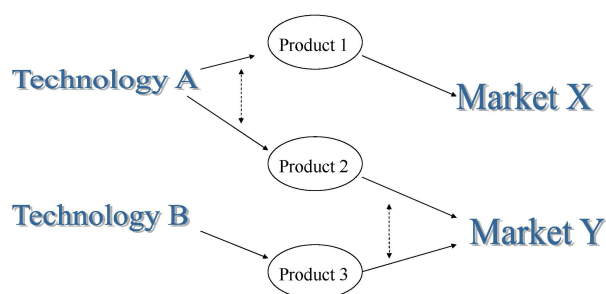 Product 1
Technology A
Market X
Product 2
Technology B
Market Y
Product 3